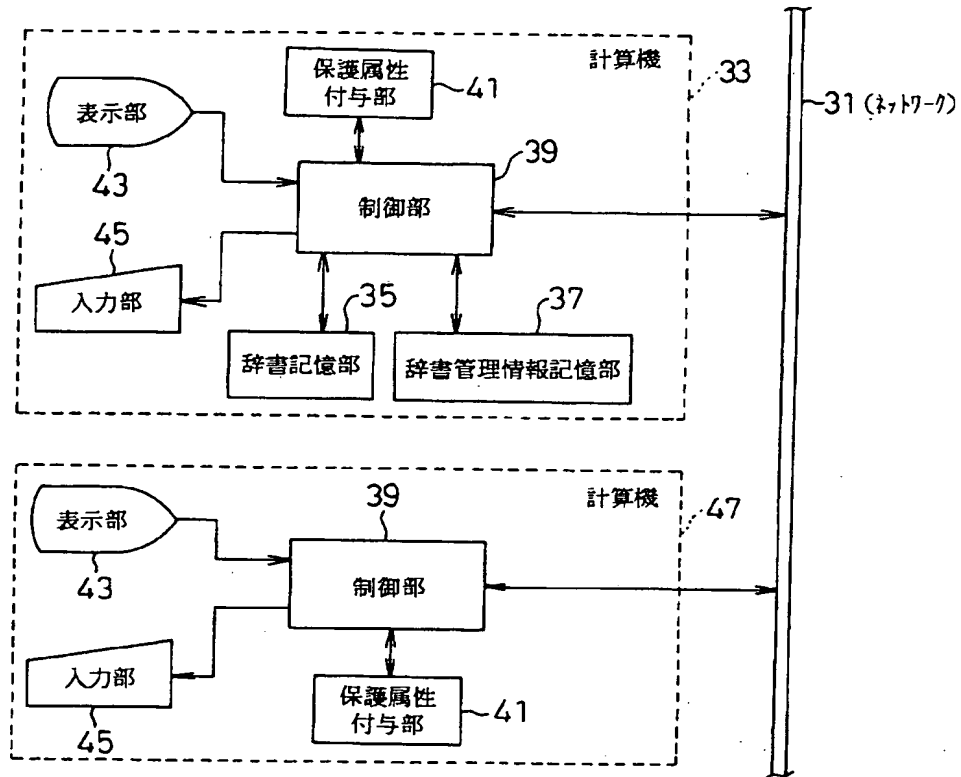 計算機
33
保護属性
付与部
41
31(ネットワーク)
表示部
43
39
制御部
45
入力部
35
辞書記憶部
37
辞書管理情報記憶部
計算機
47
表示部
43
39
制御部
入力部
45
保護属性
付与部
41